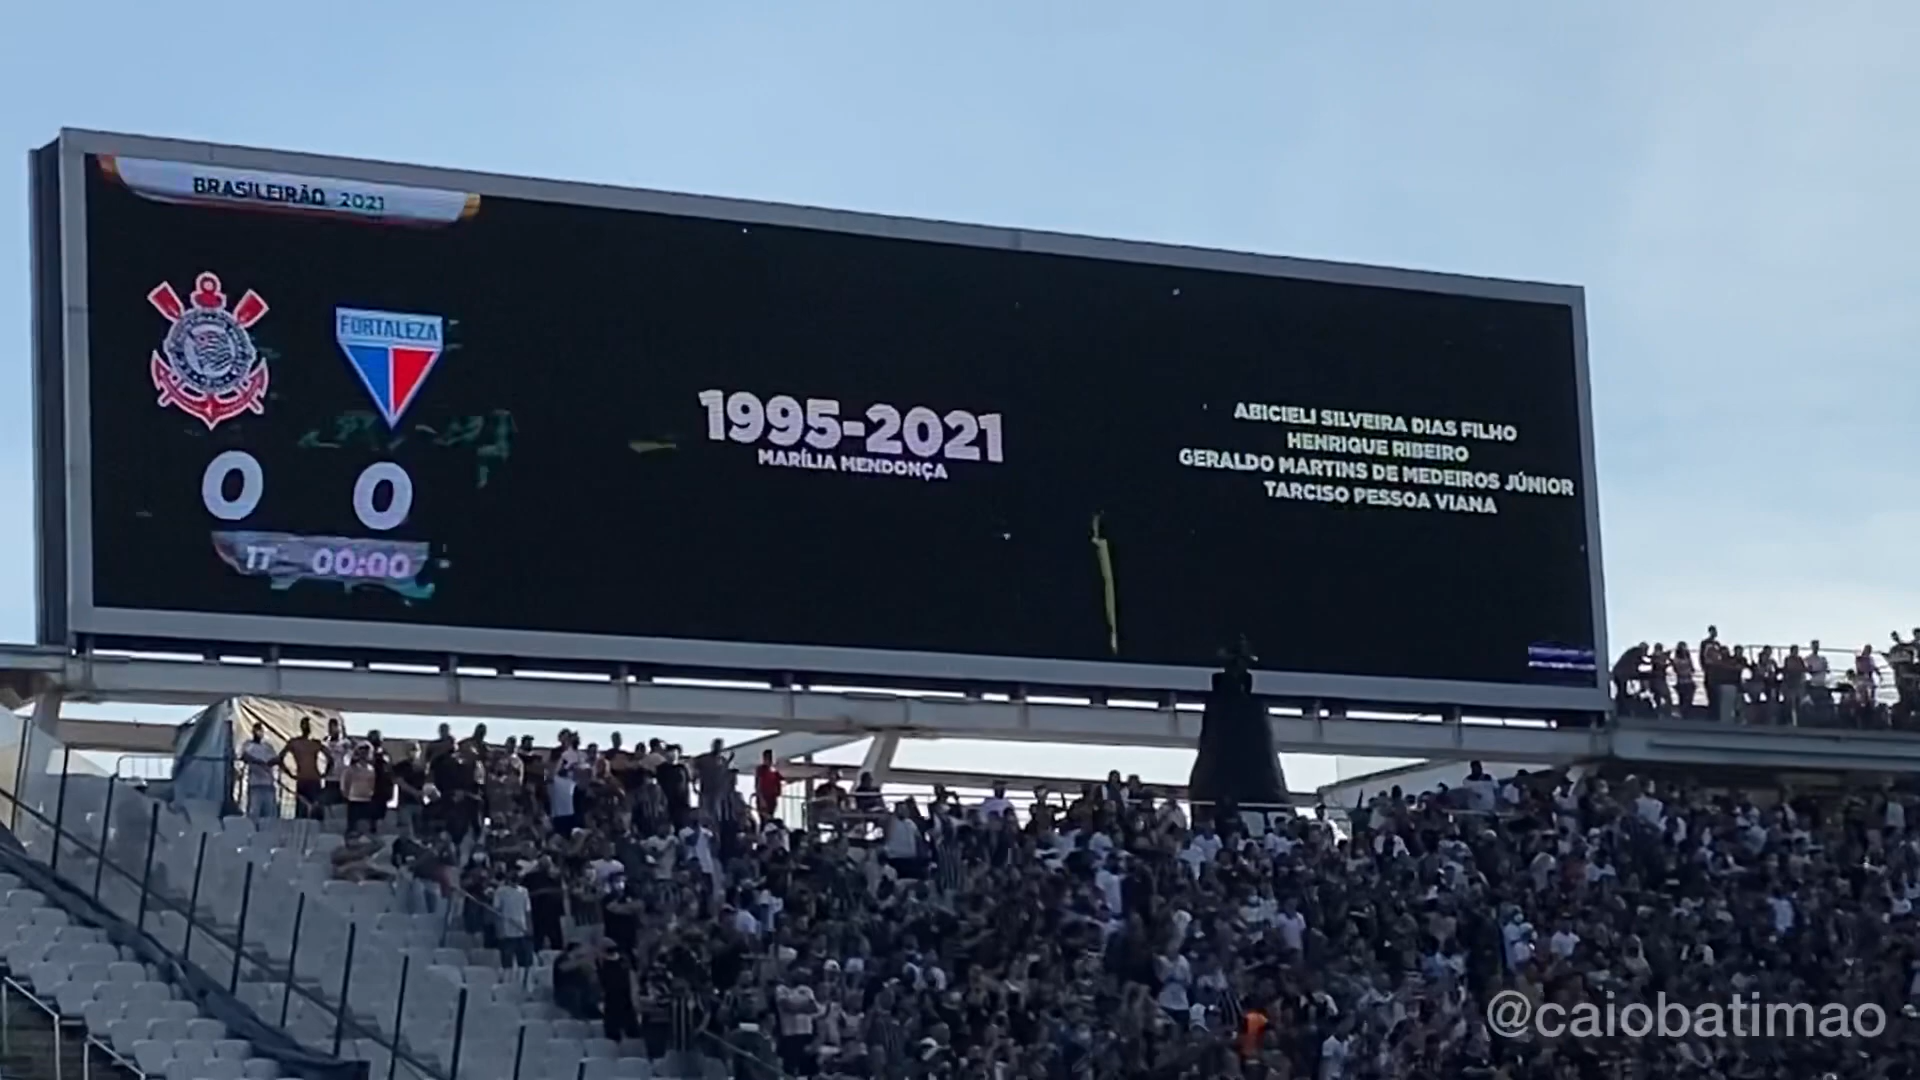 BRASILEIRÃO 2021
FORTALEZA
0 0
1T 00:00
1995-2021
MARÍLIA MENDONÇA
ABICIELI SILVEIRA DIAS FILHO
HENRIQUE RIBEIRO
GERALDO MARTINS DE MEDEIROS JÚNIOR
TARCISO PESSOA VIANA
@caiobatimao